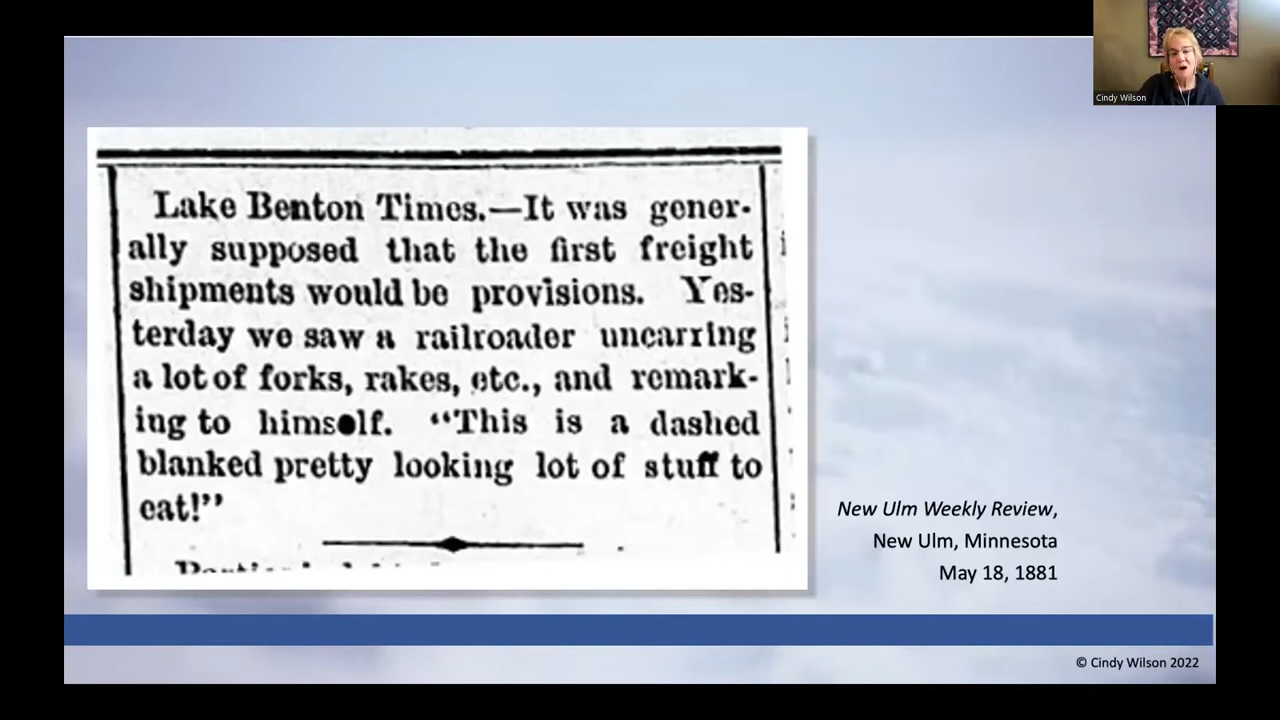 Cindy Wilson
Lake Benton Times.—It was gener-
ally supposed that the first freight
shipments would be provisions. Yes-
terday we saw a railroader uncarring
a lot of forks, rakes, etc., and remark-
ing to himself. “This is a dashed
blanked pretty looking lot of stuff to
eat!”
New Ulm Weekly Review,
New Ulm, Minnesota
May 18, 1881
© Cindy Wilson 2022